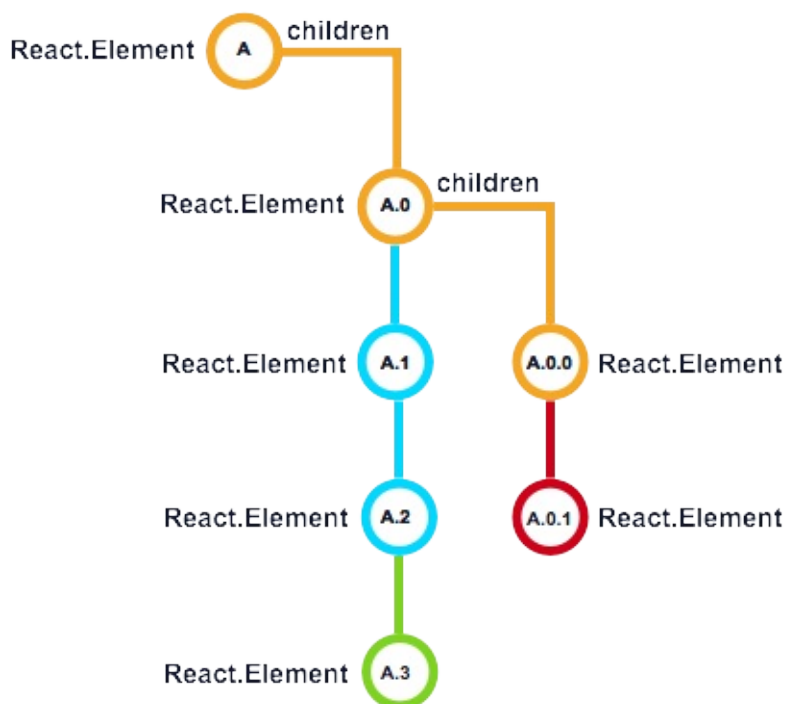 children
React.Element A
children
React.Element A.0
React.Element A.1 A.0.0 React.Element
React.Element A.2 A.0.1 React.Element
React.Element A.3